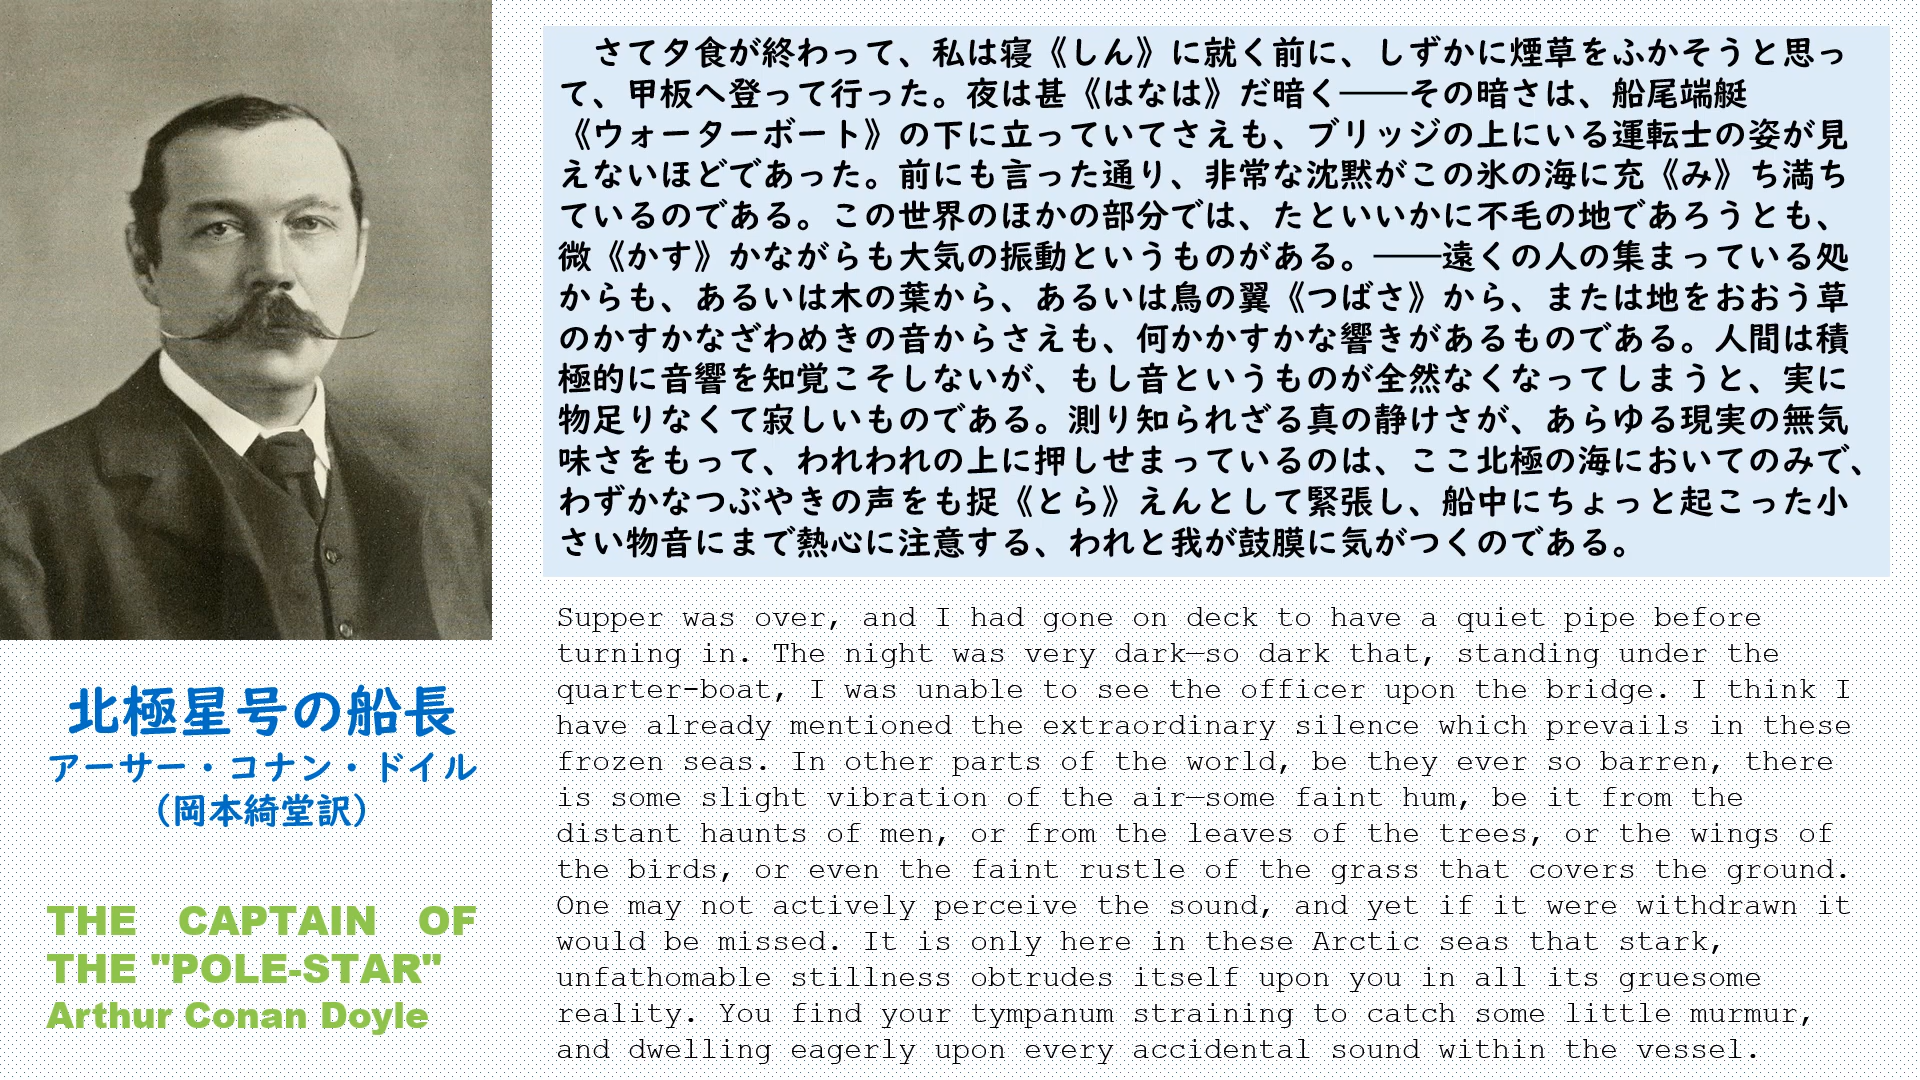 さて夕食が終わって、私は寝《しん》に就く前に、しずかに煙草をふかそうと思っ
て、甲板へ登って行った。夜は甚《はなは》だ暗く――その暗さは、船尾端艇
《ウォーターボート》の下に立っていてさえも、ブリッジの上にいる運転士の姿が見
えないほどであった。前にも言った通り、非常な沈黙がこの氷の海に充《み》ち満ち
ているのである。この世界のほかの部分では、たといいかに不毛の地であろうとも、
微《かす》かながらも大気の振動というものがある。――遠くの人の集まっている処
からも、あるいは木の葉から、あるいは鳥の翼《つばさ》から、または地をおおう草
のかすかなざわめきの音からさえも、何かかすかな響きがあるものである。人間は積
極的に音響を知覚こそしないが、もし音というものが全然なくなってしまうと、実に
物足りなくて寂しいものである。測り知られざる真の静けさが、あらゆる現実の無気
味さをもって、われわれの上に押しせまっているのは、ここ北極の海においてのみで、
わずかなつぶやきの声をも捉《とら》えんとして緊張し、船中にちょっと起こった小
さい物音にまで熱心に注意する、われと我が鼓膜に気がつくのである。
Supper was over, and I had gone on deck to have a quiet pipe before
turning in. The night was very dark—so dark that, standing under the
quarter-boat, I was unable to see the officer upon the bridge. I think I
have already mentioned the extraordinary silence which prevails in these
frozen seas. In other parts of the world, be they ever so barren, there
is some slight vibration of the air—some faint hum, be it from the
distant haunts of men, or from the leaves of the trees, or the wings of
the birds, or even the faint rustle of the grass that covers the ground.
One may not actively perceive the sound, and yet if it were withdrawn it
would be missed. It is only here in these Arctic seas that stark,
unfathomable stillness obtrudes itself upon you in all its gruesome
reality. You find your tympanum straining to catch some little murmur,
and dwelling eagerly upon every accidental sound within the vessel.
北極星号の船長
アーサー・コナン・ドイル
（岡本綺堂訳）
THE CAPTAIN OF
THE "POLE-STAR"
Arthur Conan Doyle